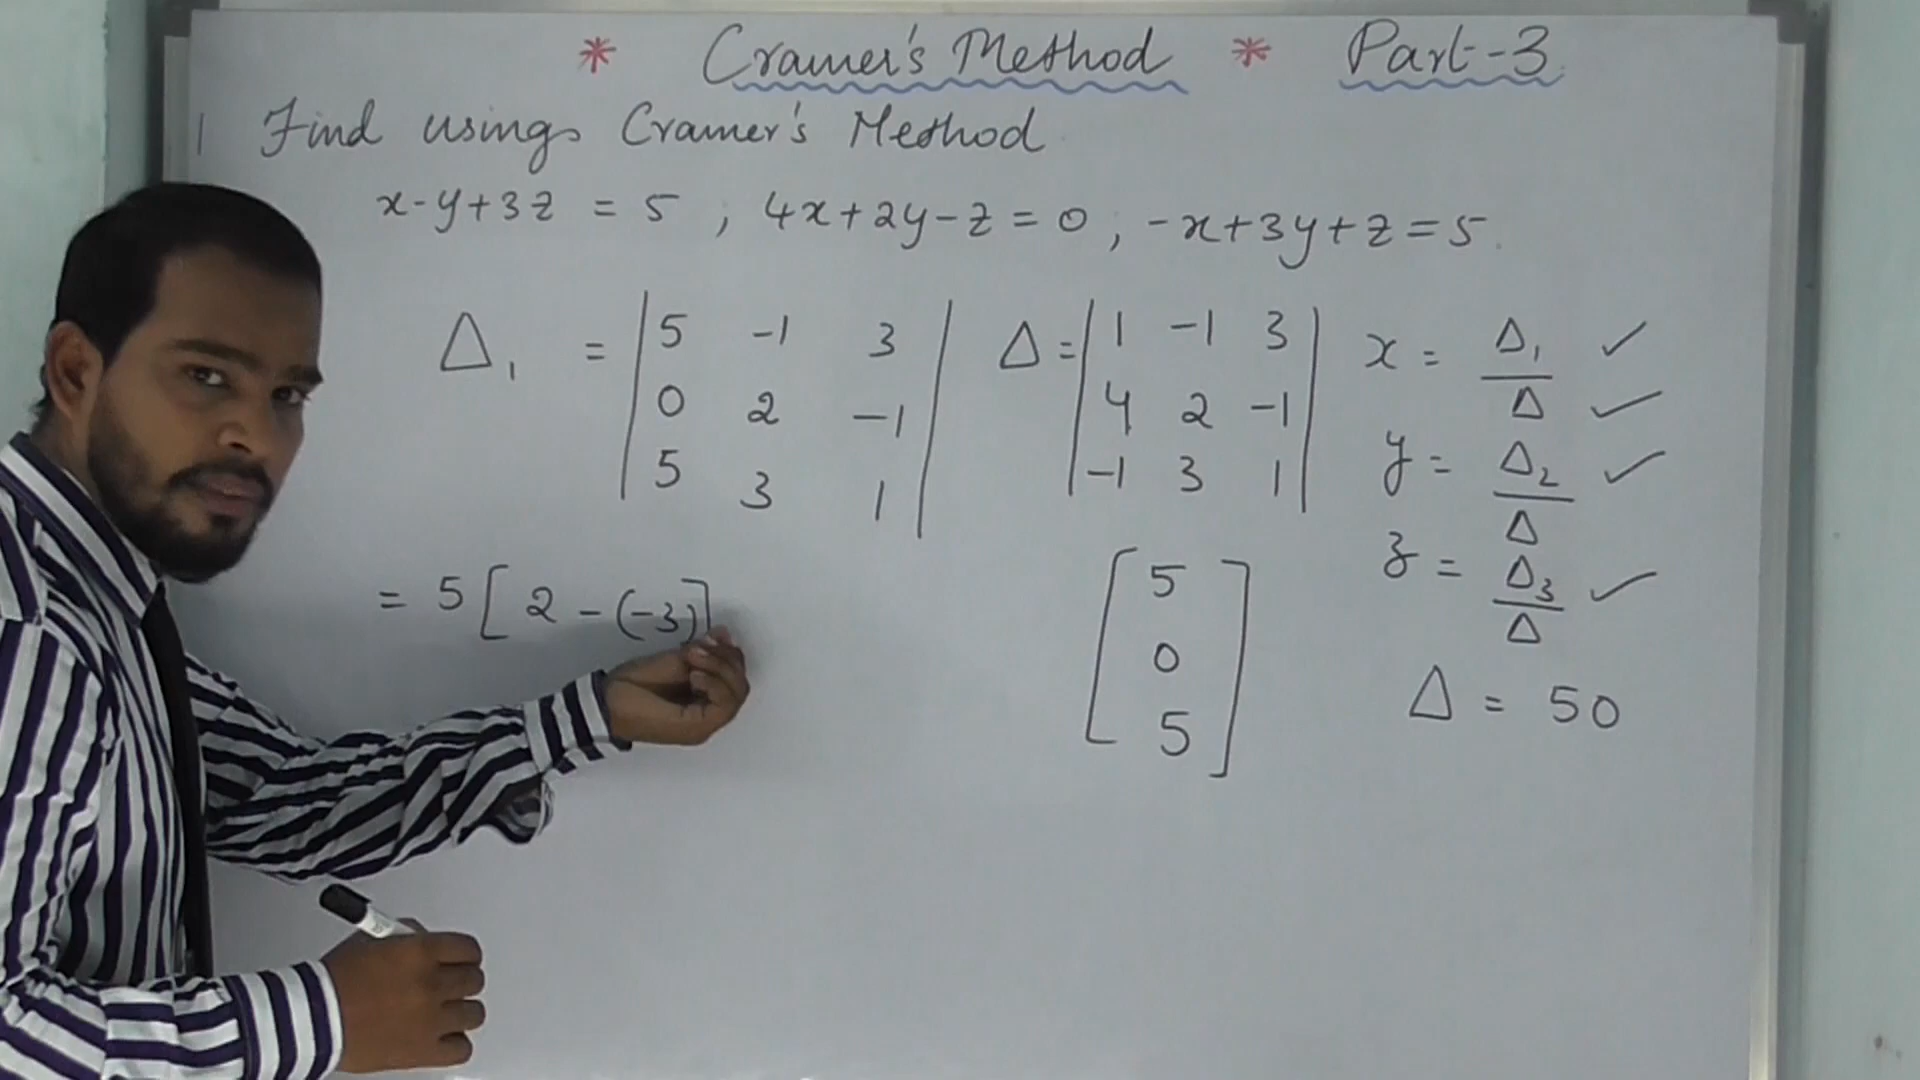 * Cramer's Method * Part-3
1 Find using Cramer's Method
x-y+3z = 5 , 4x+2y-z=0 , -x+3y+z=5.
Δ₁ = | 5 -1 3 |
| 0 2 -1 |
| 5 3 1 |
Δ = | 1 -1 3 |
| 4 2 -1 |
| -1 3 1 |
x = Δ₁/Δ ✓ ✓
y = Δ₂/Δ ✓
z = Δ₃/Δ ✓
= 5[2-(-3)]
[ 5
0
5 ]
Δ = 50